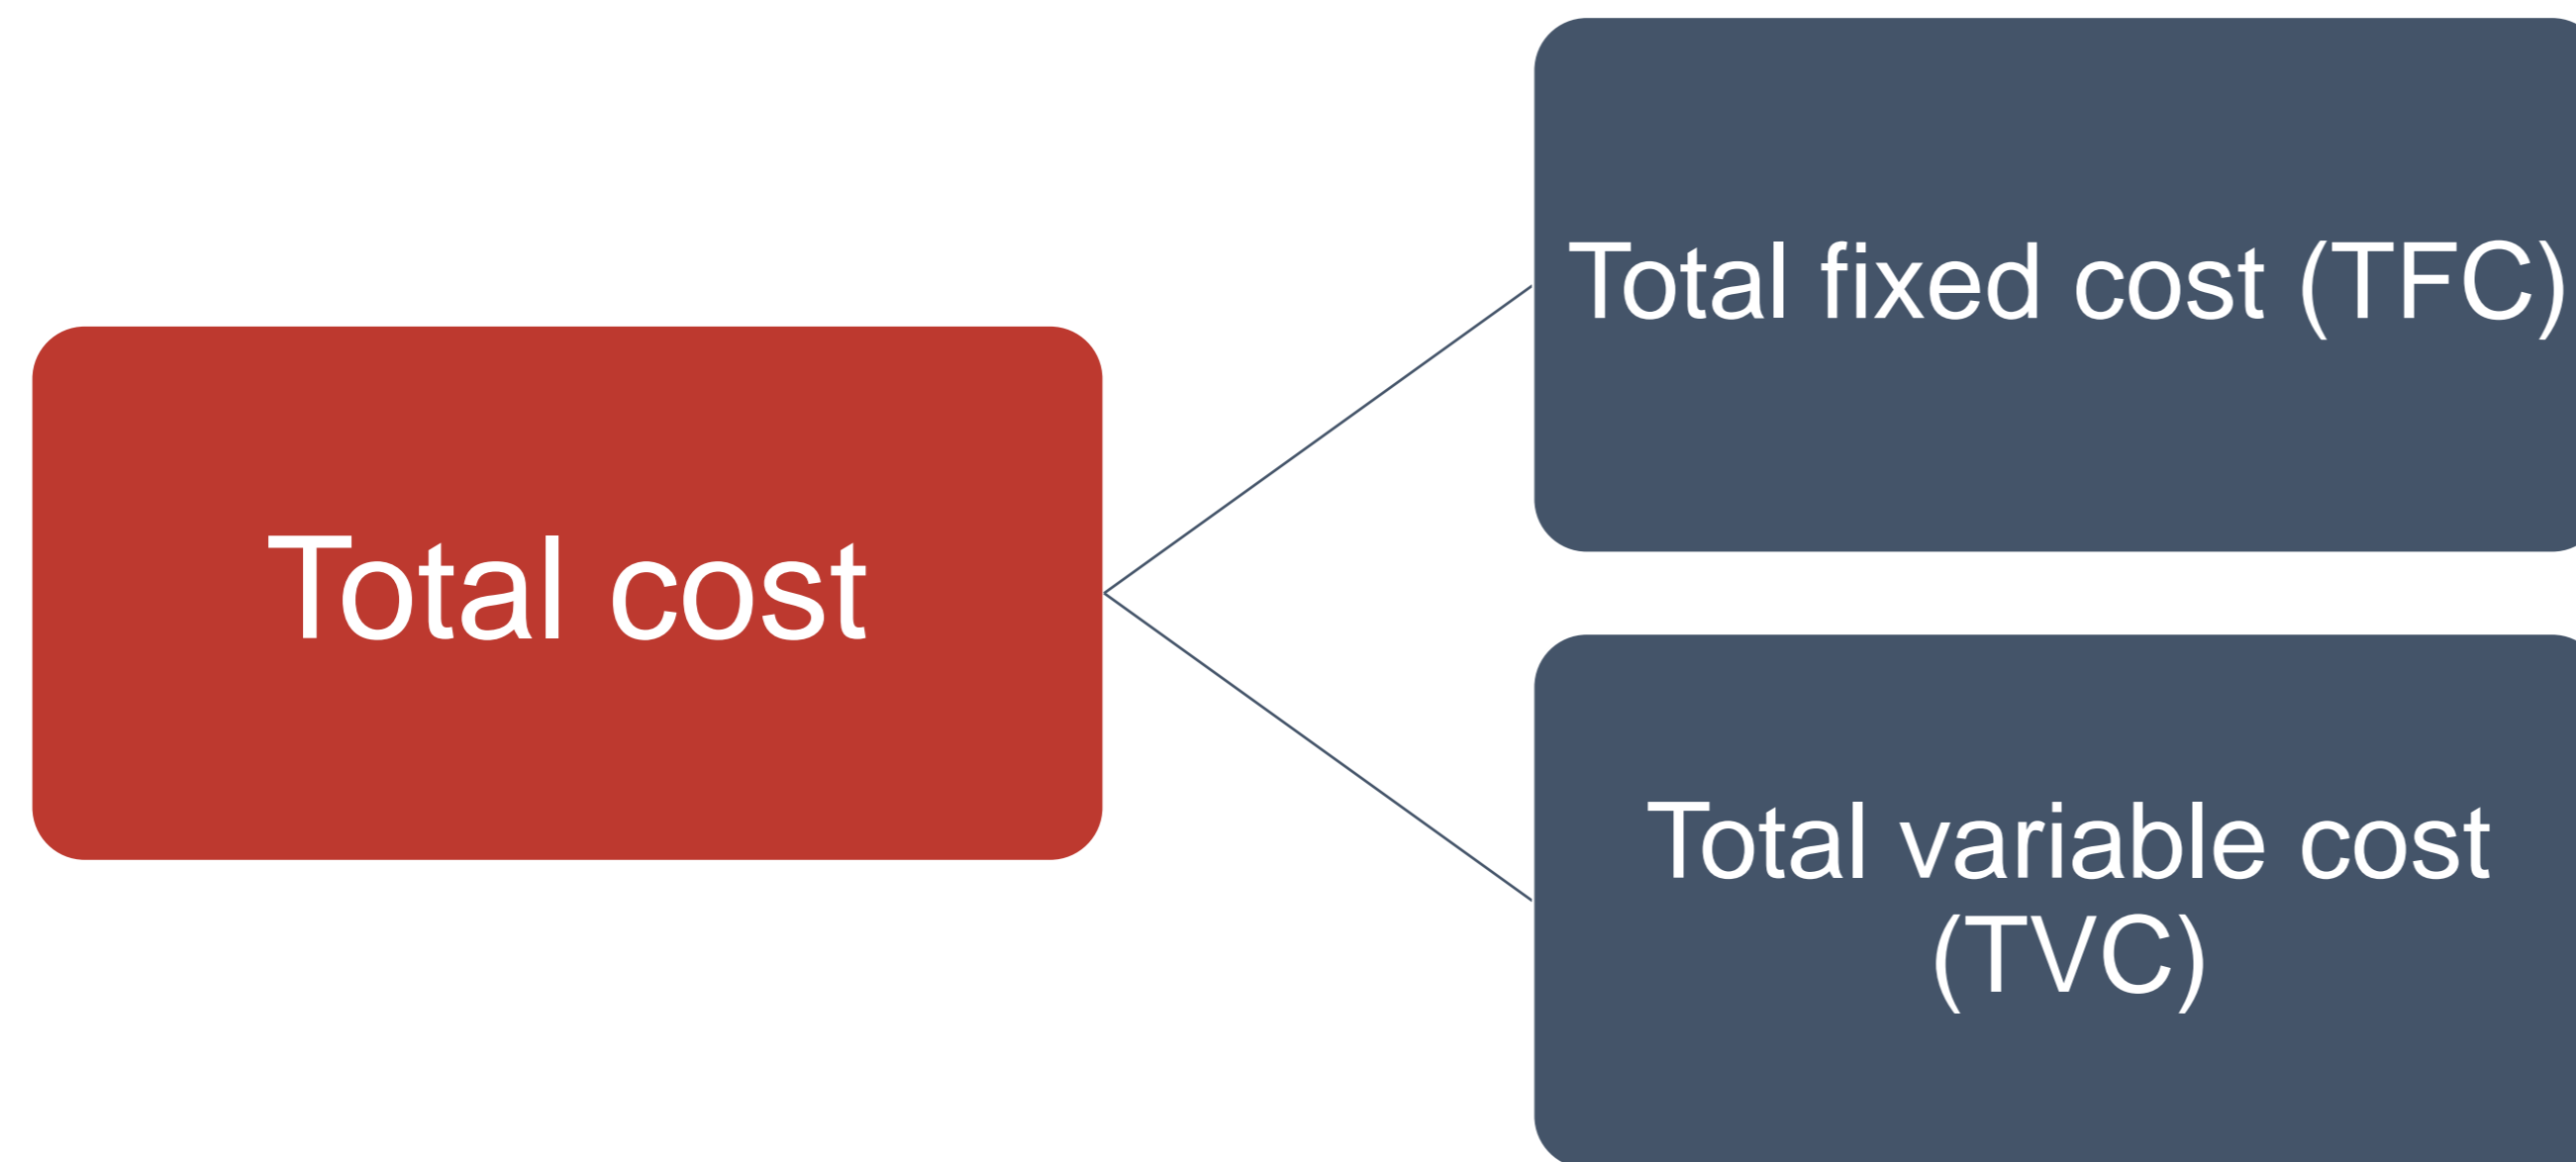 Total cost
Total fixed cost (TFC)
Total variable cost
(TVC)